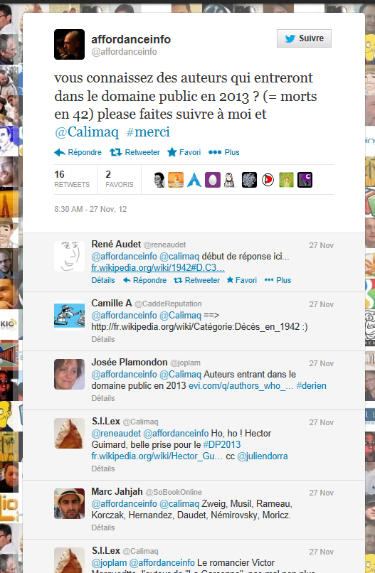 affordanceinfo
@affordanceinfo
Suivre
vous connaissez des auteurs qui entreront
dans le domaine public en 2013 ? (= morts
en 42) please faites suivre à moi et
@Calimaq #merci
Répondre Retweeter Favori Plus
16 2
RETWEETS FAVORIS
8:30 AM - 27 Nov, 12
René Audet @reneaudet 27 Nov
@affordanceinfo @calimaq début de réponse ici...
fr.wikipedia.org/wiki/1942#D.C3...
Détails Répondre Retweeter Favori Plus
Camille A @CaddeReputation 27 Nov
@affordanceinfo @Calimaq ==>
http://fr.wikipedia.org/wiki/Catégorie:Décès_en_1942 :)
Détails
Josée Plamondon @joplam 27 Nov
@affordanceinfo @Calimaq Auteurs entrant dans le
domaine public en 2013 evi.com/q/authors_who_... #derien
Détails
S.I.Lex @Calimaq 27 Nov
@reneaudet @affordanceinfo Ho, ho ! Hector
Guimard, belle prise pour le #DP2013
fr.wikipedia.org/wiki/Hector_Gu... cc @juliendorra
Détails
Marc Jahjah @SoBookOnline 27 Nov
@affordanceinfo @calimaq Zweig, Musil, Rameau,
Korczak, Hernandez, Daudet, Némirovsky, Moricz.
Détails
S.I.Lex @Calimaq 27 Nov
@joplam @affordanceinfo Le romancier Victor